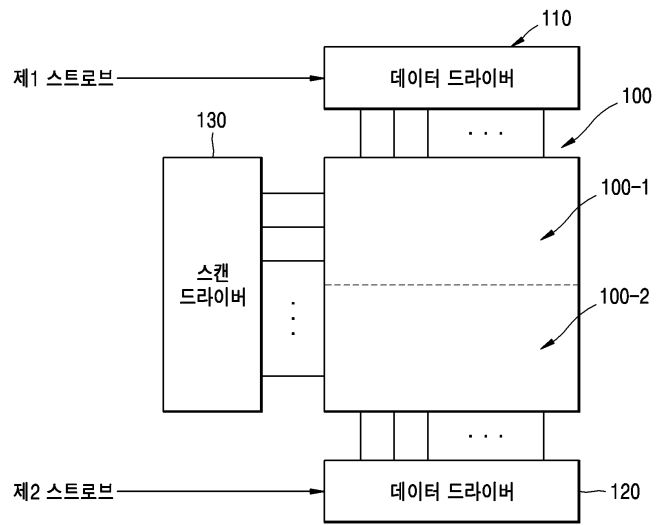 110
제1 스트로브
데이터 드라이버
100
130
100-1
스캔
드라이버
100-2
제2 스트로브
데이터 드라이버
120